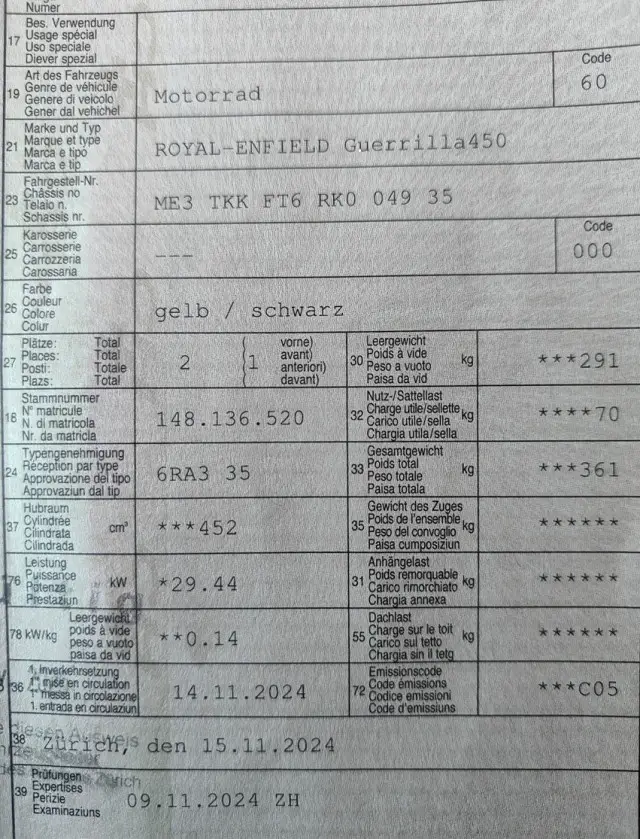 Numer
17
Bes. Verwendung
Usage spécial
Uso speciale
Diever spezial
19
Art des Fahrzeugs
Genre de véhicule
Genere di veicolo
Gener dal vehichel
Motorrad
Code
60
21
Marke und Typ
Marque et type
Marca e tipo
Marca e tip
ROYAL-ENFIELD Guerrilla450
23
Fahrgestell-Nr.
Châssis no
Telaio n.
Schassis nr.
ME3 TKK FT6 RK0 049 35
25
Karosserie
Carrosserie
Carrozzeria
Carossaria
---
Code
000
26
Farbe
Couleur
Colore
Colur
gelb / schwarz
27
Plätze: Total
Places: Total
Posti: Totale
Plazs: Total
2
(1
vorne)
avant)
anteriori)
davant)
30
Leergewicht
Poids à vide
Peso a vuoto
Paisa da vid
kg
***291
18
Stammnummer
N° matricule
N. di matricola
Nr. da matricla
148.136.520
32
Nutz-/Sattellast
Charge utile/sellette
Carico utile/sella
Chargia utila/sella
kg
****70
24
Typengenehmigung
Réception par type
Approvazione del tipo
Approvaziun dal tip
6RA3 35
33
Gesamtgewicht
Poids total
Peso totale
Paisa totala
kg
***361
37
Hubraum
Cylindrée
Cilindrata
Cilindrada
cm³
***452
35
Gewicht des Zuges
Poids de l'ensemble
Peso del convoglio
Paisa cumposiziun
kg
******
76
Leistung
Puissance
Potenza
Prestaziun
kW
*29.44
31
Anhängelast
Poids remorquable
Carico rimorchiato
Chargia annexa
kg
******
78 kW/kg
Leergewicht
poids à vide
peso a vuoto
paisa da vid
**0.14
55
Dachlast
Charge sur le toit
Carico sul tetto
Chargia sin il tetg
kg
******
36
1. Inverkehrsetzung
1re mise en circulation
1a messa in circolazione
1. entrada en circulaziun
14.11.2024
72
Emissionscode
Code émissions
Codice emissioni
Code d'emissiuns
***C05
38
Zürich, den 15.11.2024
39
Prüfungen
Expertises
Perizie
Examinaziuns
09.11.2024 ZH